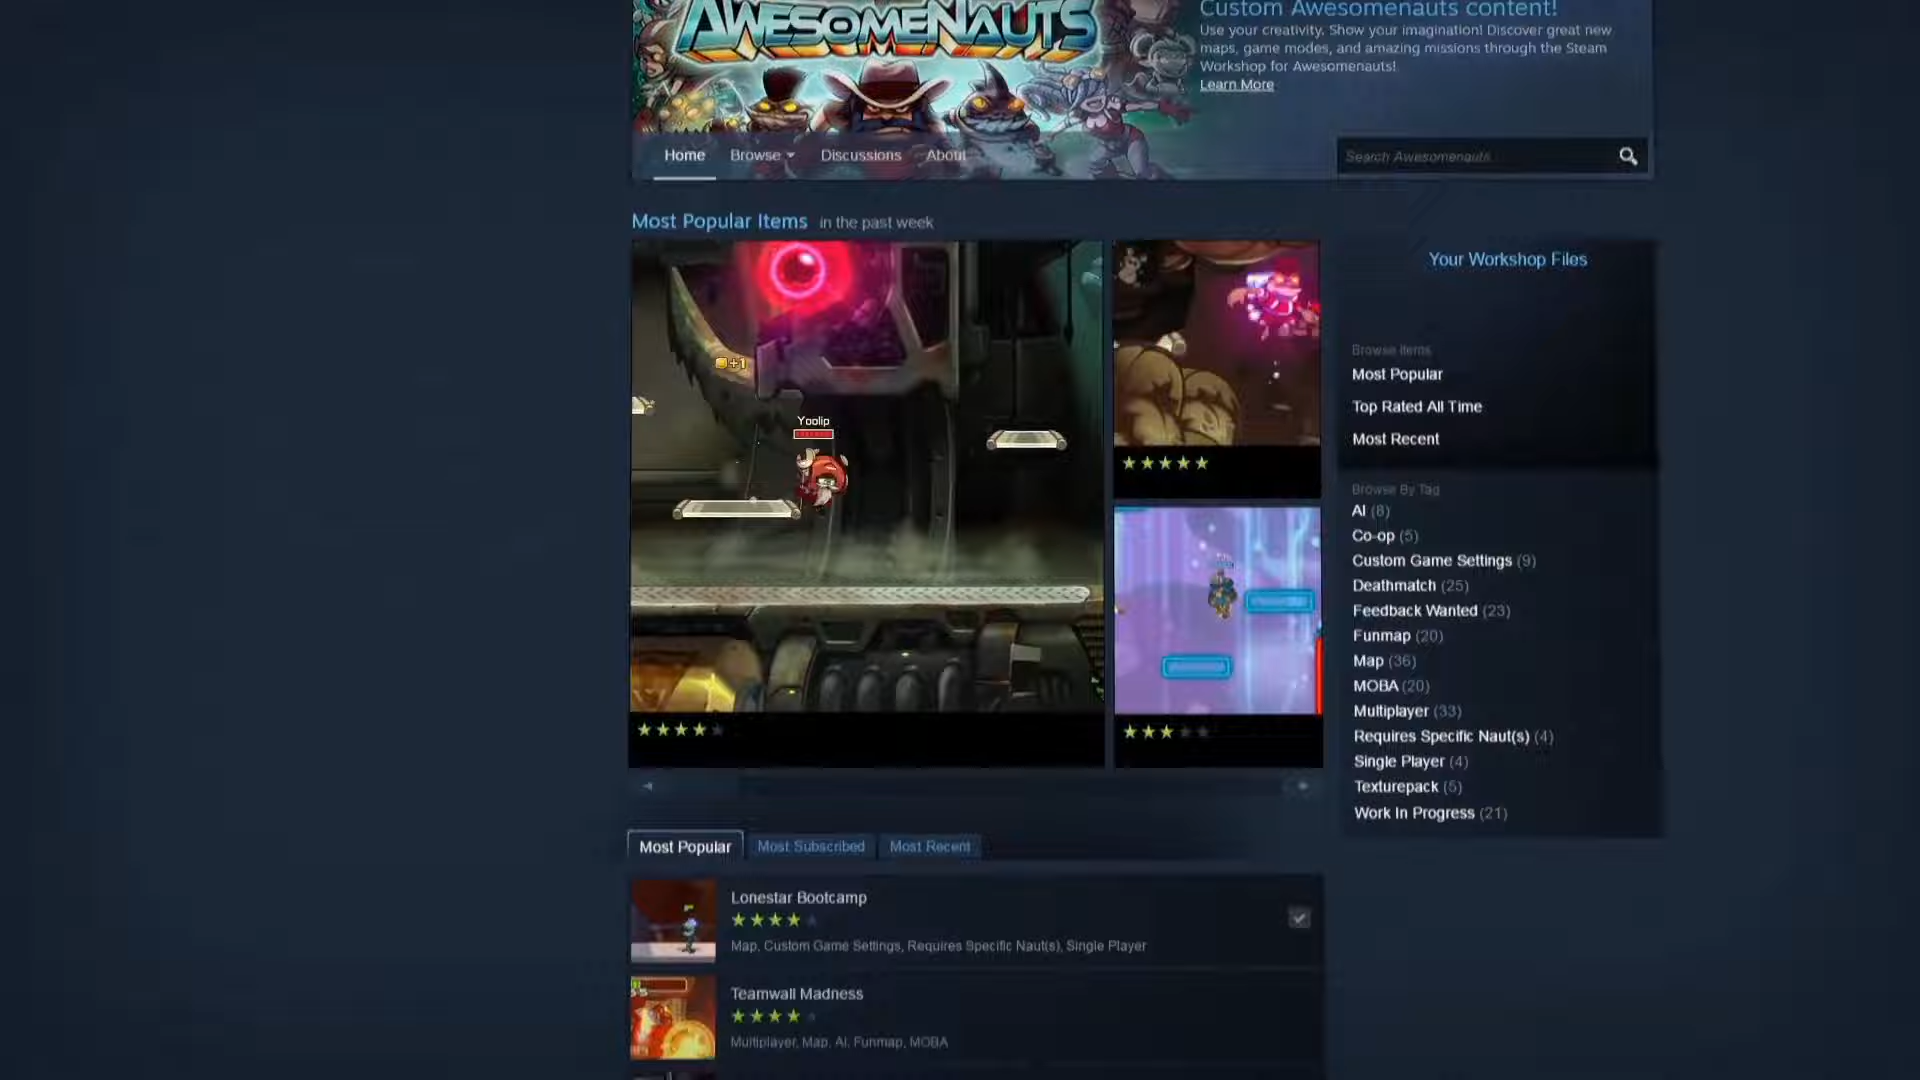 AWESOMENAUTS
Custom Awesomenauts content!
Use your creativity. Show your imagination! Discover great new
maps, game modes, and amazing missions through the Steam
Workshop for Awesomenauts!
Learn More
Home
Browse
Discussions
About
Search Awesomenauts
Most Popular Items in the past week
+1
Yoolip
Your Workshop Files
Browse Items
Most Popular
Top Rated All Time
Most Recent
Browse By Tag
AI (8)
Co-op (5)
Custom Game Settings (9)
Deathmatch (25)
Feedback Wanted (23)
Funmap (20)
Map (36)
MOBA (20)
Multiplayer (33)
Requires Specific Naut(s) (4)
Single Player (4)
Texturepack (5)
Work In Progress (21)
Most Popular
Most Subscribed
Most Recent
Lonestar Bootcamp
Map, Custom Game Settings, Requires Specific Naut(s), Single Player
Teamwall Madness
Multiplayer, Map, AI, Funmap, MOBA